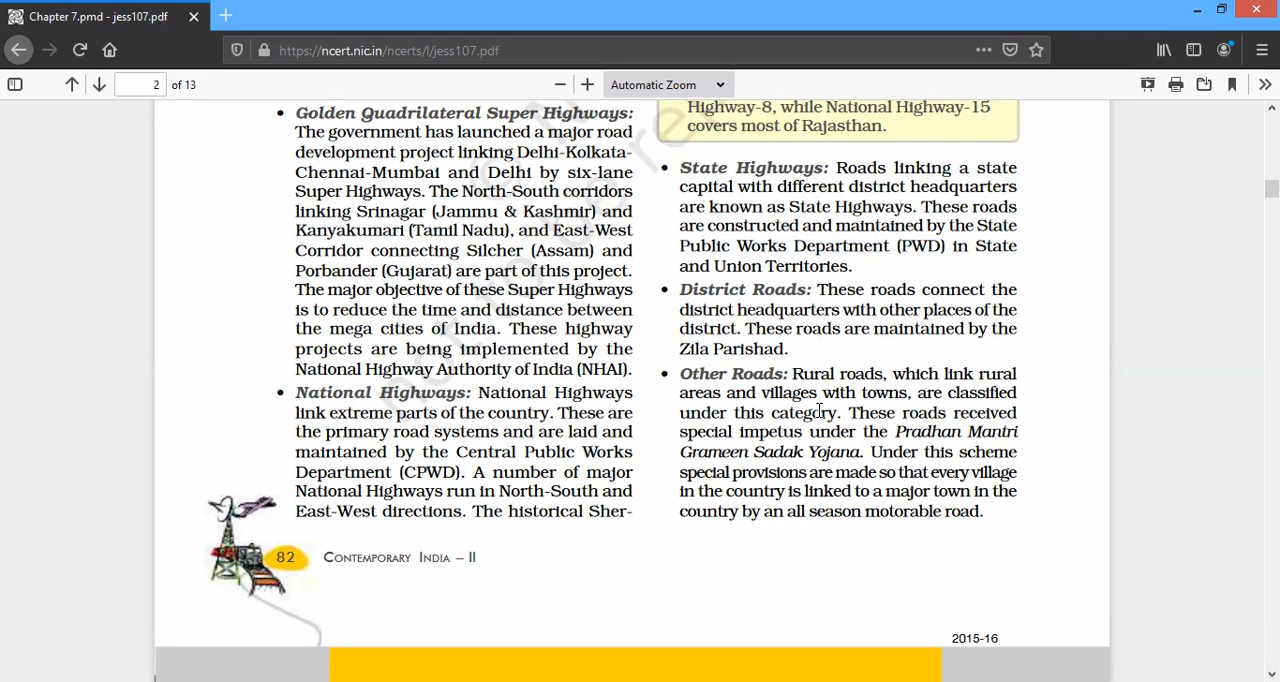 Chapter 7.pmd - jess107.pdf
https://ncert.nic.in/ncerts/l/jess107.pdf
2 of 13
Automatic Zoom
• Golden Quadrilateral Super Highways:
The government has launched a major road
development project linking Delhi-Kolkata-
Chennai-Mumbai and Delhi by six-lane
Super Highways. The North-South corridors
linking Srinagar (Jammu & Kashmir) and
Kanyakumari (Tamil Nadu), and East-West
Corridor connecting Silcher (Assam) and
Porbander (Gujarat) are part of this project.
The major objective of these Super Highways
is to reduce the time and distance between
the mega cities of India. These highway
projects are being implemented by the
National Highway Authority of India (NHAI).
• National Highways: National Highways
link extreme parts of the country. These are
the primary road systems and are laid and
maintained by the Central Public Works
Department (CPWD). A number of major
National Highways run in North-South and
East-West directions. The historical Sher-
Highway-8, while National Highway-15
covers most of Rajasthan.
• State Highways: Roads linking a state
capital with different district headquarters
are known as State Highways. These roads
are constructed and maintained by the State
Public Works Department (PWD) in State
and Union Territories.
• District Roads: These roads connect the
district headquarters with other places of the
district. These roads are maintained by the
Zila Parishad.
• Other Roads: Rural roads, which link rural
areas and villages with towns, are classified
under this category. These roads received
special impetus under the Pradhan Mantri
Grameen Sadak Yojana. Under this scheme
special provisions are made so that every village
in the country is linked to a major town in the
country by an all season motorable road.
82 Contemporary India – II
2015-16